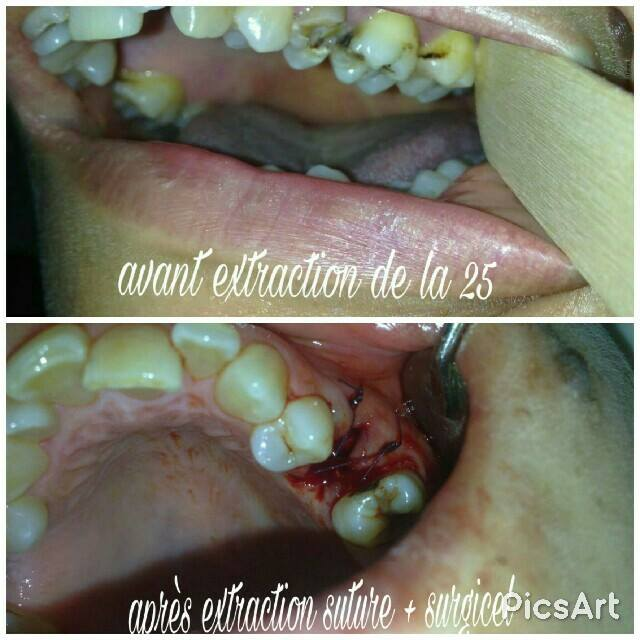 avant extraction de la 25
après extraction suture + surgicel
PicsArt